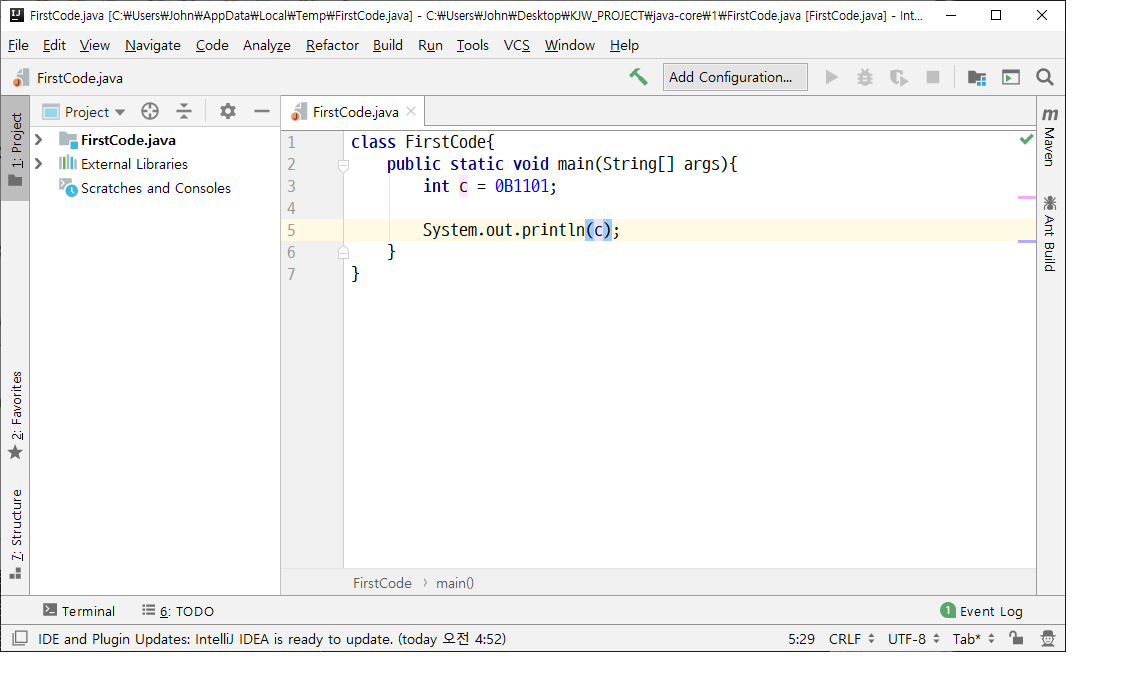 FirstCode.java [C:₩Users₩John₩AppData₩Local₩Temp₩FirstCode.java] - C:₩Users₩John₩Desktop₩KJW_PROJECT₩java-core₩1₩FirstCode.java [FirstCode.java] - Int...
File Edit View Navigate Code Analyze Refactor Build Run Tools VCS Window Help
FirstCode.java Add Configuration...
1: Project
Project FirstCode.java
FirstCode.java
External Libraries
Scratches and Consoles
1 class FirstCode{
2     public static void main(String[] args){
3         int c = 0B1101;
4
5         System.out.println(c);
6     }
7 }
Maven
Ant Build
2: Favorites
7: Structure
FirstCode › main()
Terminal 6: TODO 1 Event Log
IDE and Plugin Updates: IntelliJ IDEA is ready to update. (today 오전 4:52) 5:29 CRLF UTF-8 Tab*